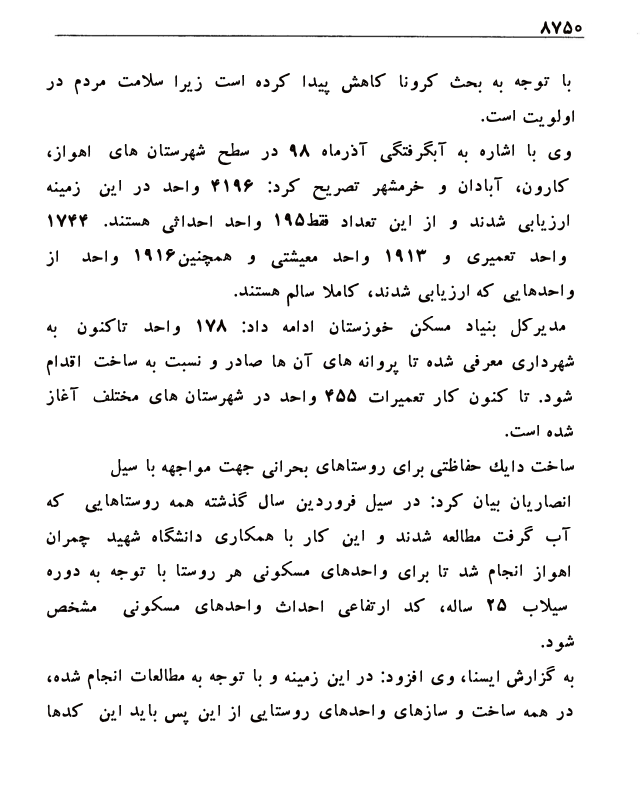 ۸۷۵۰
با توجه به بحث کرونا کاهش پیدا کرده است زیرا سلامت مردم در
اولویت است.
وی با اشاره به آبگرفتگی آذرماه ۹۸ در سطح شهرستان های اهواز،
کارون، آبادان و خرمشهر تصریح کرد: ۴۱۹۶ واحد در این زمینه
ارزیابی شدند و از این تعداد فقط۱۹۵ واحد احداثی هستند. ۱۷۴۴
واحد تعمیری و ۱۹۱۳ واحد معیشتی و همچنین۱۹۱۶ واحد از
واحدهایی که ارزیابی شدند، کاملا سالم هستند.
مدیرکل بنیاد مسکن خوزستان ادامه داد: ۱۷۸ واحد تاکنون به
شهرداری معرفی شده تا پروانه های آن ها صادر و نسبت به ساخت اقدام
شود. تا کنون کار تعمیرات ۴۵۵ واحد در شهرستان های مختلف آغاز
شده است.
ساخت دایك حفاظتی برای روستاهای بحرانی جهت مواجهه با سیل
انصاریان بیان کرد: در سیل فروردین سال گذشته همه روستاهایی که
آب گرفت مطالعه شدند و این کار با همکاری دانشگاه شهید چمران
اهواز انجام شد تا برای واحدهای مسکونی هر روستا با توجه به دوره
سیلاب ۲۵ ساله، کد ارتفاعی احداث واحدهای مسکونی مشخص
شود.
به گزارش ایسنا، وی افزود: در این زمینه و با توجه به مطالعات انجام شده،
در همه ساخت و سازهای واحدهای روستایی از این پس باید این کدها